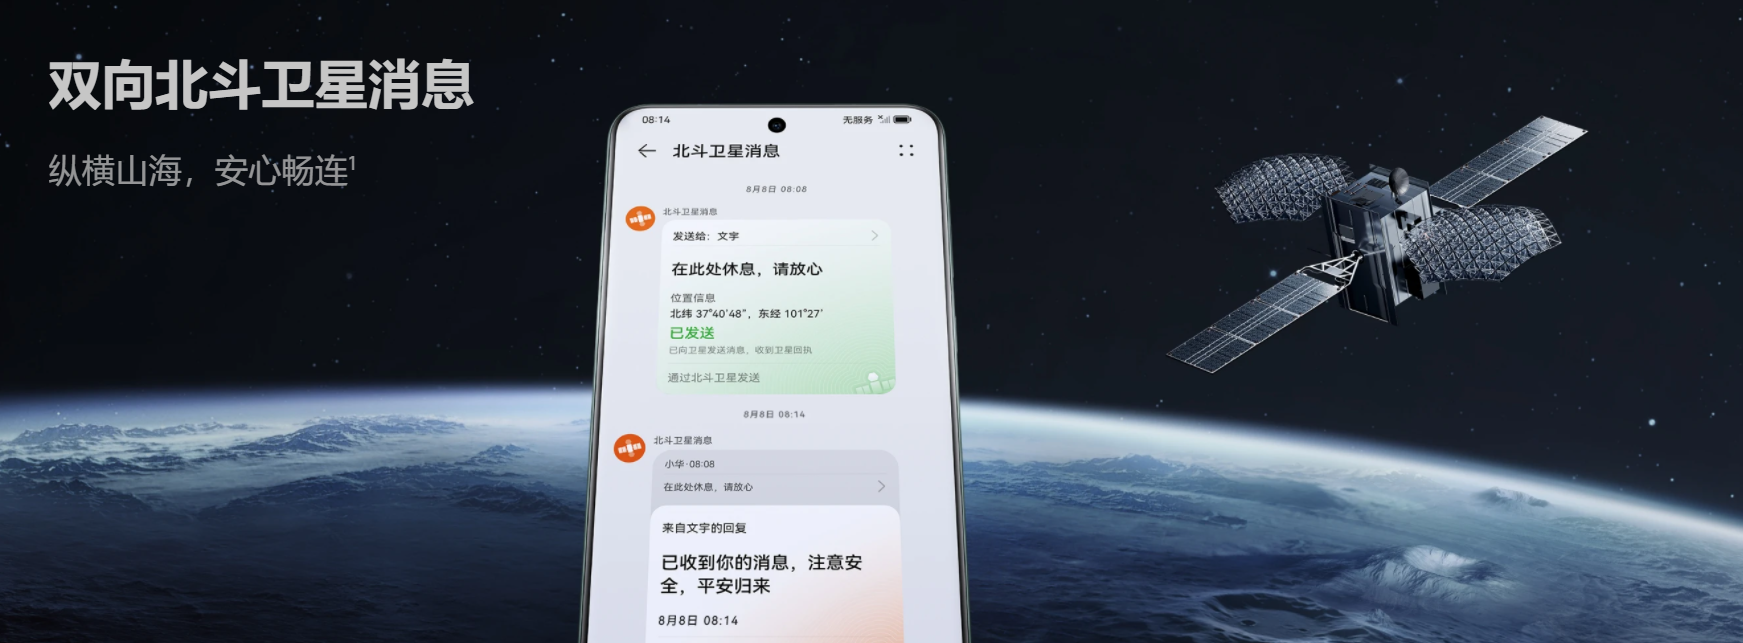 双向北斗卫星消息
纵横山海，安心畅连¹
08:14
无服务
北斗卫星消息
8月8日 08:08
北斗卫星消息
发送给：文宇
在此处休息，请放心
位置信息
北纬 37°40'48"，东经 101°27'
已发送
已向卫星发送消息，收到卫星回执
通过北斗卫星发送
8月8日 08:14
北斗卫星消息
小华·08:08
在此处休息，请放心
来自文宇的回复
已收到你的消息，注意安
全，平安归来
8月8日 08:14